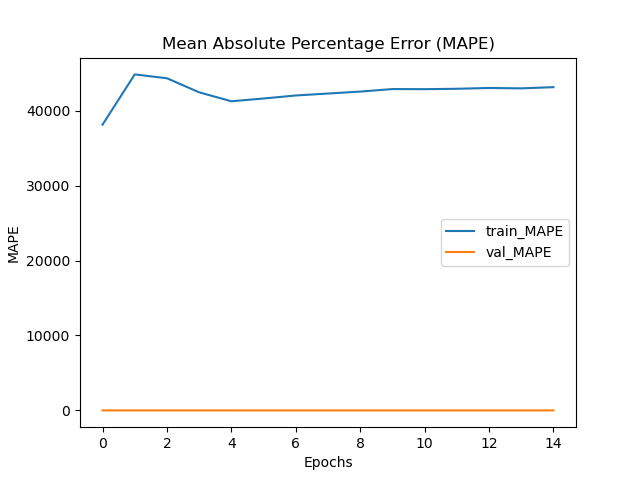 Mean Absolute Percentage Error (MAPE)
MAPE
40000
30000
20000
10000
0
train_MAPE
val_MAPE
0 2 4 6 8 10 12 14
Epochs